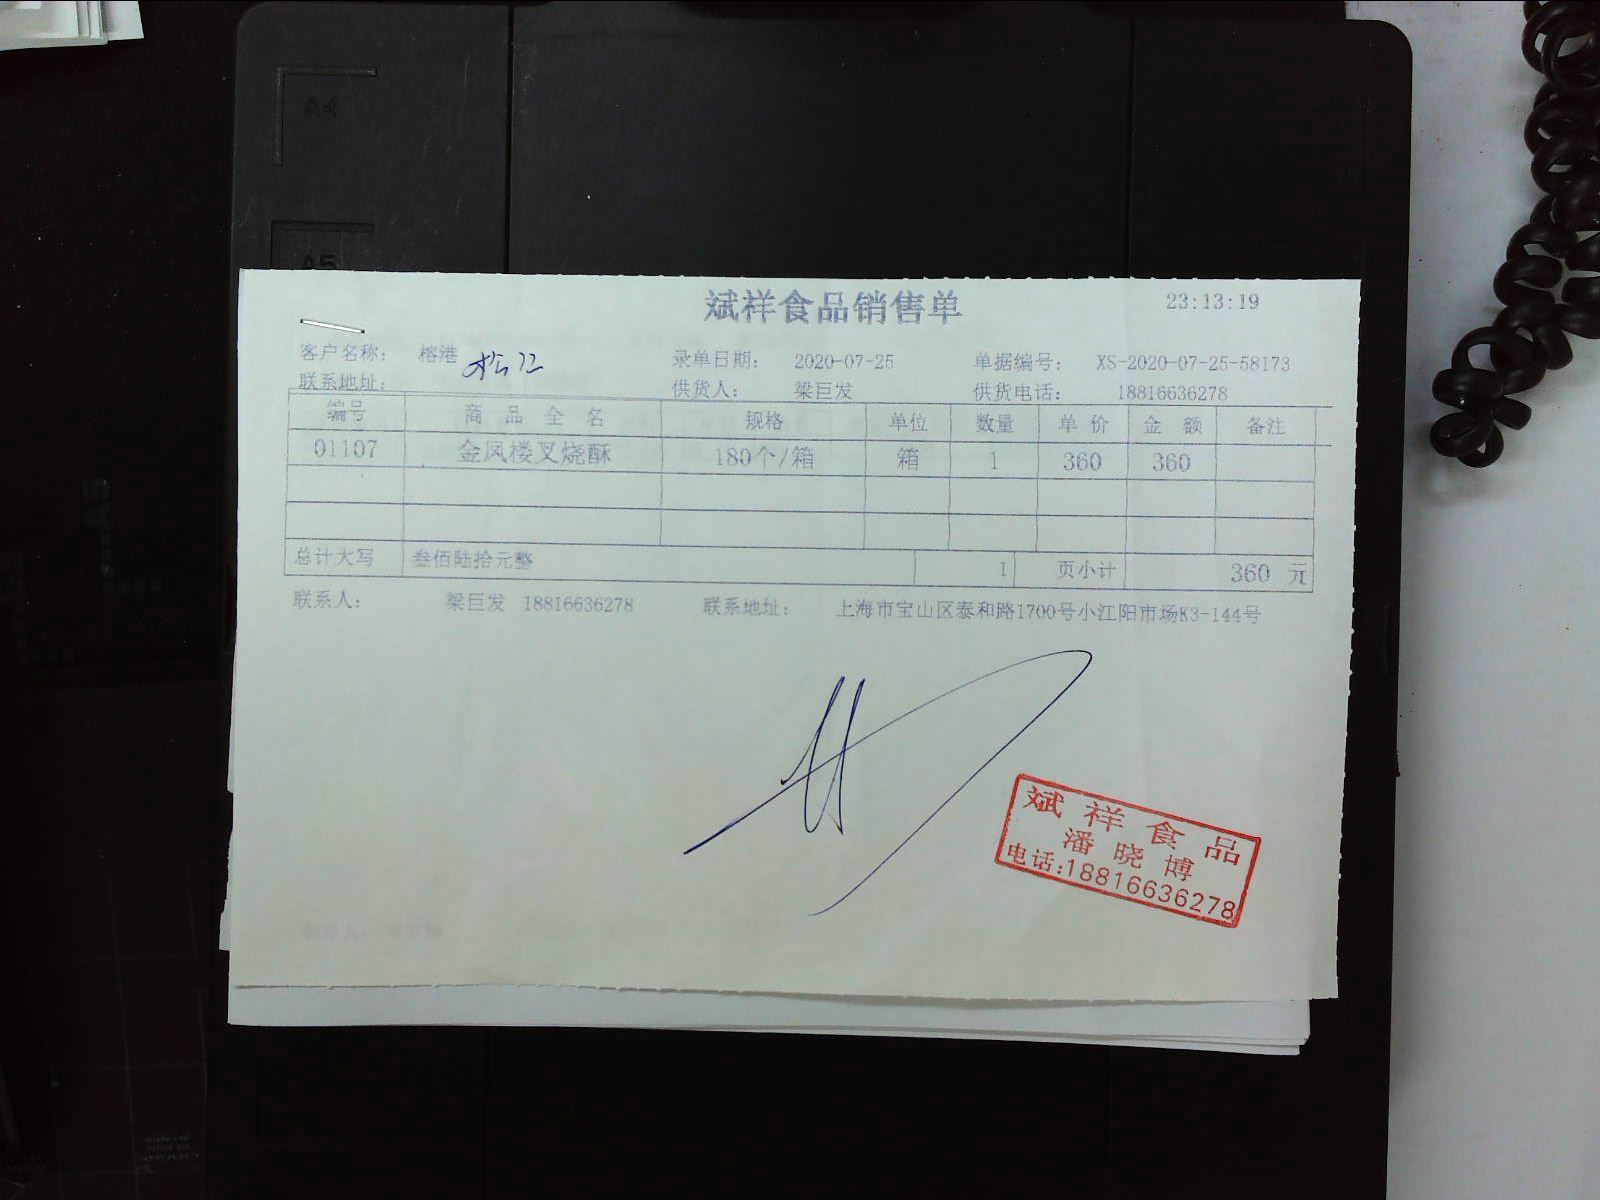 A4
A5
斌祥食品销售单 23:13:19
客户名称: 榕港 松江 录单日期: 2020-07-25 单据编号: XS-2020-07-25-58173
联系地址: 供货人: 梁巨发 供货电话: 18816636278
编号 商品全名 规格 单位 数量 单价 金额 备注
01107 金凤楼叉烧酥 180个/箱 箱 1 360 360
总计大写 叁佰陆拾元整 1 页小计 360 元
联系人: 梁巨发 18816636278 联系地址: 上海市宝山区泰和路1700号小江阳市场K3-144号
斌祥食品
潘晓博
电话:18816636278